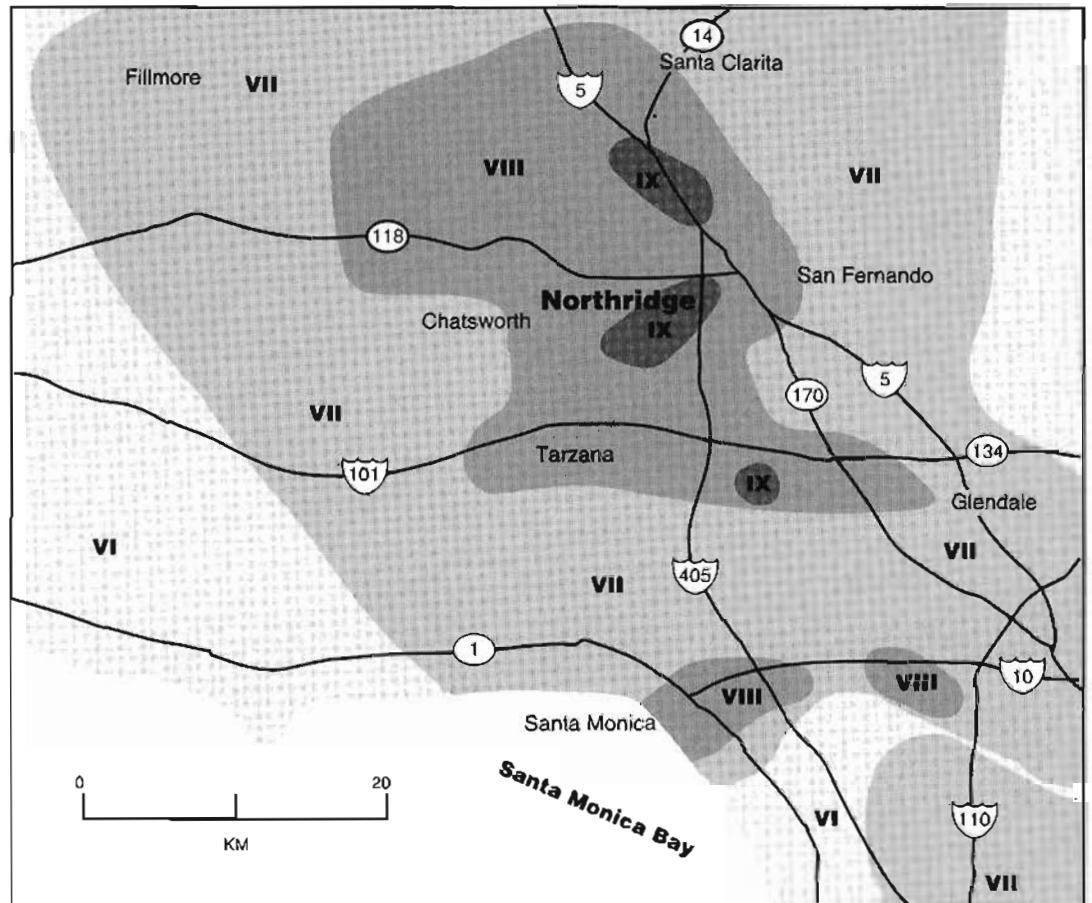 14
Santa Clarita
Fillmore
VII
5
VIII
IX
VII
118
San Fernando
Northridge
Chatsworth
IX
5
170
VII
134
Tarzana
101
IX
Glendale
VI
VII
VII
405
1
10
VIII
VIII
Santa Monica
Santa Monica Bay
0
20
KM
VI
110
VII